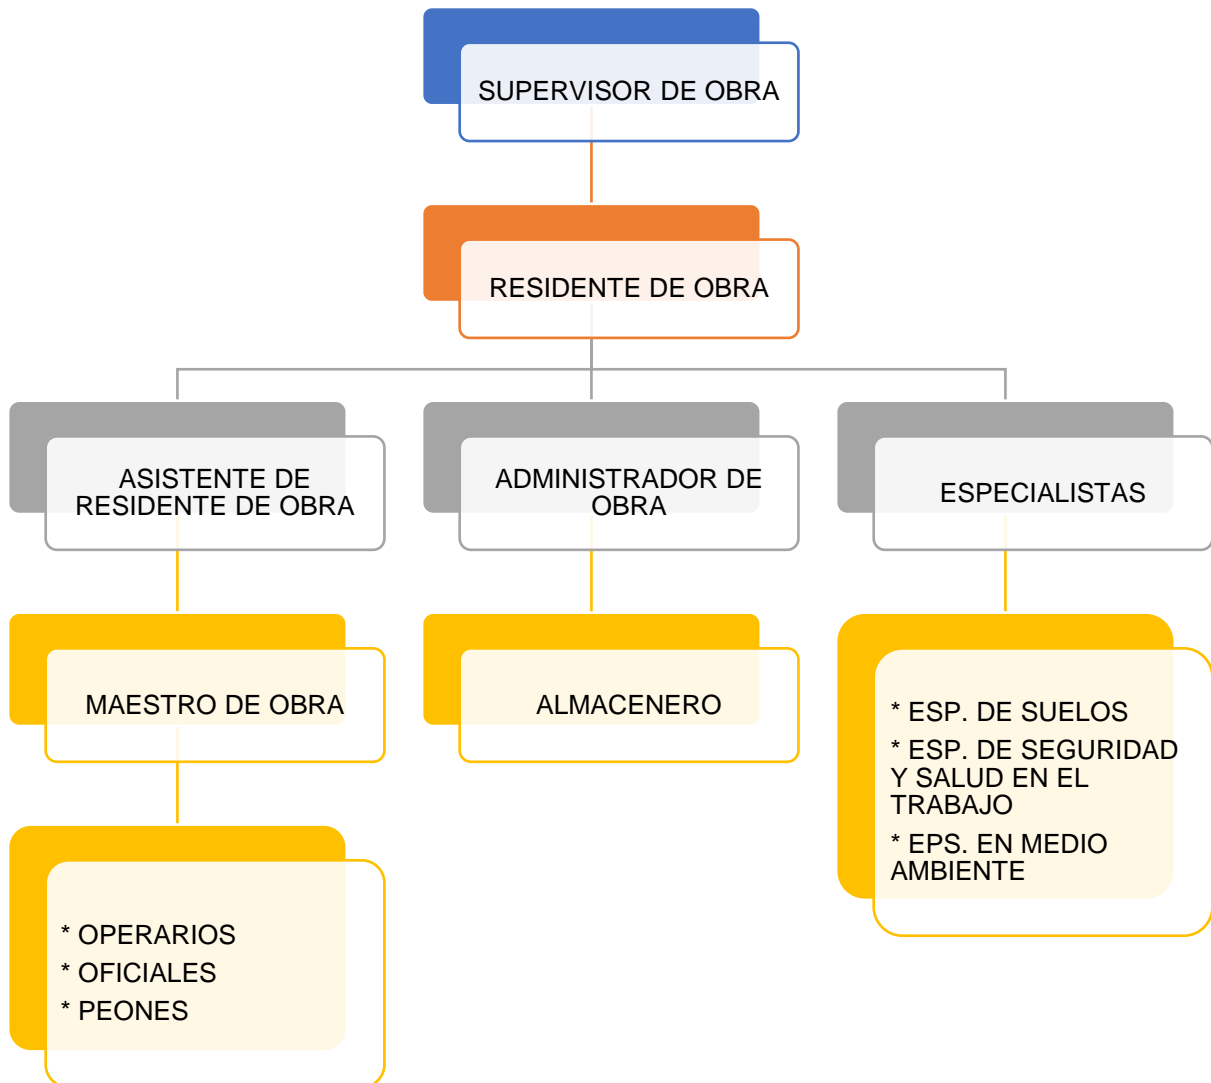 SUPERVISOR DE OBRA
RESIDENTE DE OBRA
ASISTENTE DE
RESIDENTE DE OBRA
ADMINISTRADOR DE
OBRA
ESPECIALISTAS
MAESTRO DE OBRA
ALMACENERO
* ESP. DE SUELOS
* ESP. DE SEGURIDAD
Y SALUD EN EL
TRABAJO
* EPS. EN MEDIO
AMBIENTE
* OPERARIOS
* OFICIALES
* PEONES